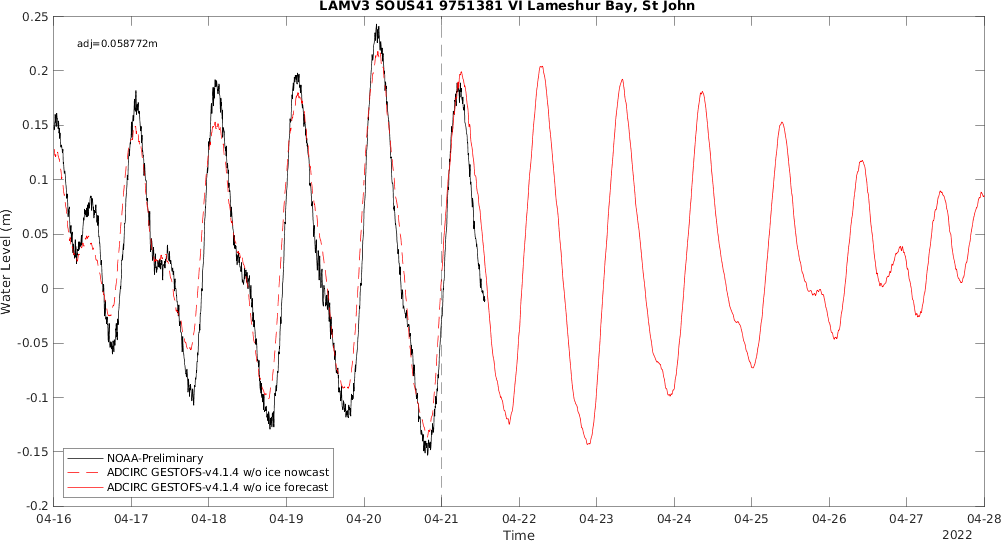 LAMV3 SOUS41 9751381 VI Lameshur Bay, St John
adj=0.058772m
Water Level (m)
0.25
0.2
0.15
0.1
0.05
0
-0.05
-0.1
-0.15
-0.2
NOAA-Preliminary
ADCIRC GESTOFS-v4.1.4 w/o ice nowcast
ADCIRC GESTOFS-v4.1.4 w/o ice forecast
04-16 04-17 04-18 04-19 04-20 04-21 04-22 04-23 04-24 04-25 04-26 04-27 04-28
Time
2022